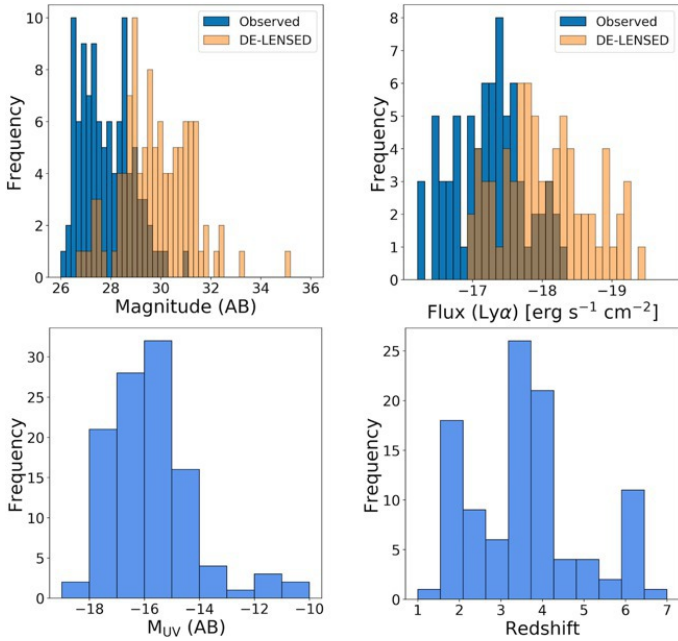 Observed
DE-LENSED
Frequency
10
8
6
4
2
0
26 28 30 32 34 36
Magnitude (AB)
Observed
DE-LENSED
Frequency
8
7
6
5
4
3
2
1
0
−17 −18 −19
Flux (Lyα) [erg s⁻¹ cm⁻²]
Frequency
30
25
20
15
10
5
0
−18 −16 −14 −12 −10
M_UV (AB)
Frequency
25
20
15
10
5
0
1 2 3 4 5 6 7
Redshift